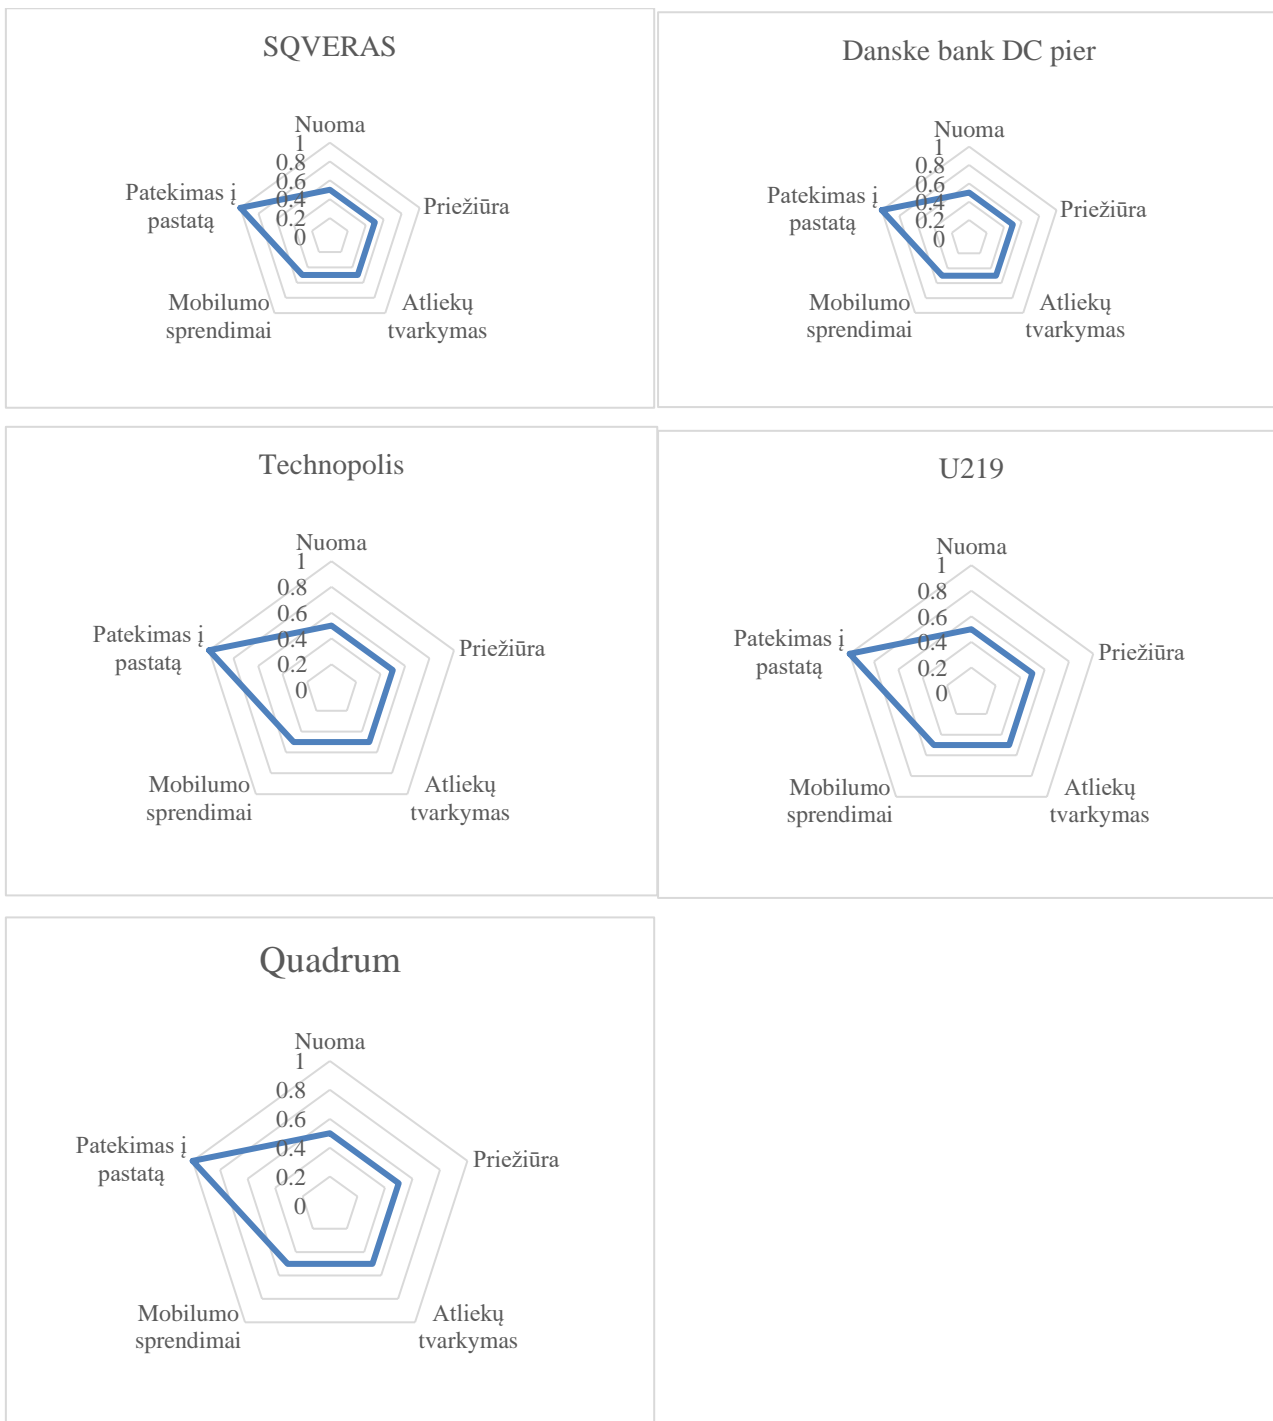 SQVERAS
Nuoma
1
0.8
0.6
0.4
0.2
0
Priežiūra
Atliekų
tvarkymas
Mobilumo
sprendimai
Patekimas į
pastatą
Danske bank DC pier
Nuoma
1
0.8
0.6
0.4
0.2
0
Priežiūra
Atliekų
tvarkymas
Mobilumo
sprendimai
Patekimas į
pastatą
Technopolis
Nuoma
1
0.8
0.6
0.4
0.2
0
Priežiūra
Atliekų
tvarkymas
Mobilumo
sprendimai
Patekimas į
pastatą
U219
Nuoma
1
0.8
0.6
0.4
0.2
0
Priežiūra
Atliekų
tvarkymas
Mobilumo
sprendimai
Patekimas į
pastatą
Quadrum
Nuoma
1
0.8
0.6
0.4
0.2
0
Priežiūra
Atliekų
tvarkymas
Mobilumo
sprendimai
Patekimas į
pastatą